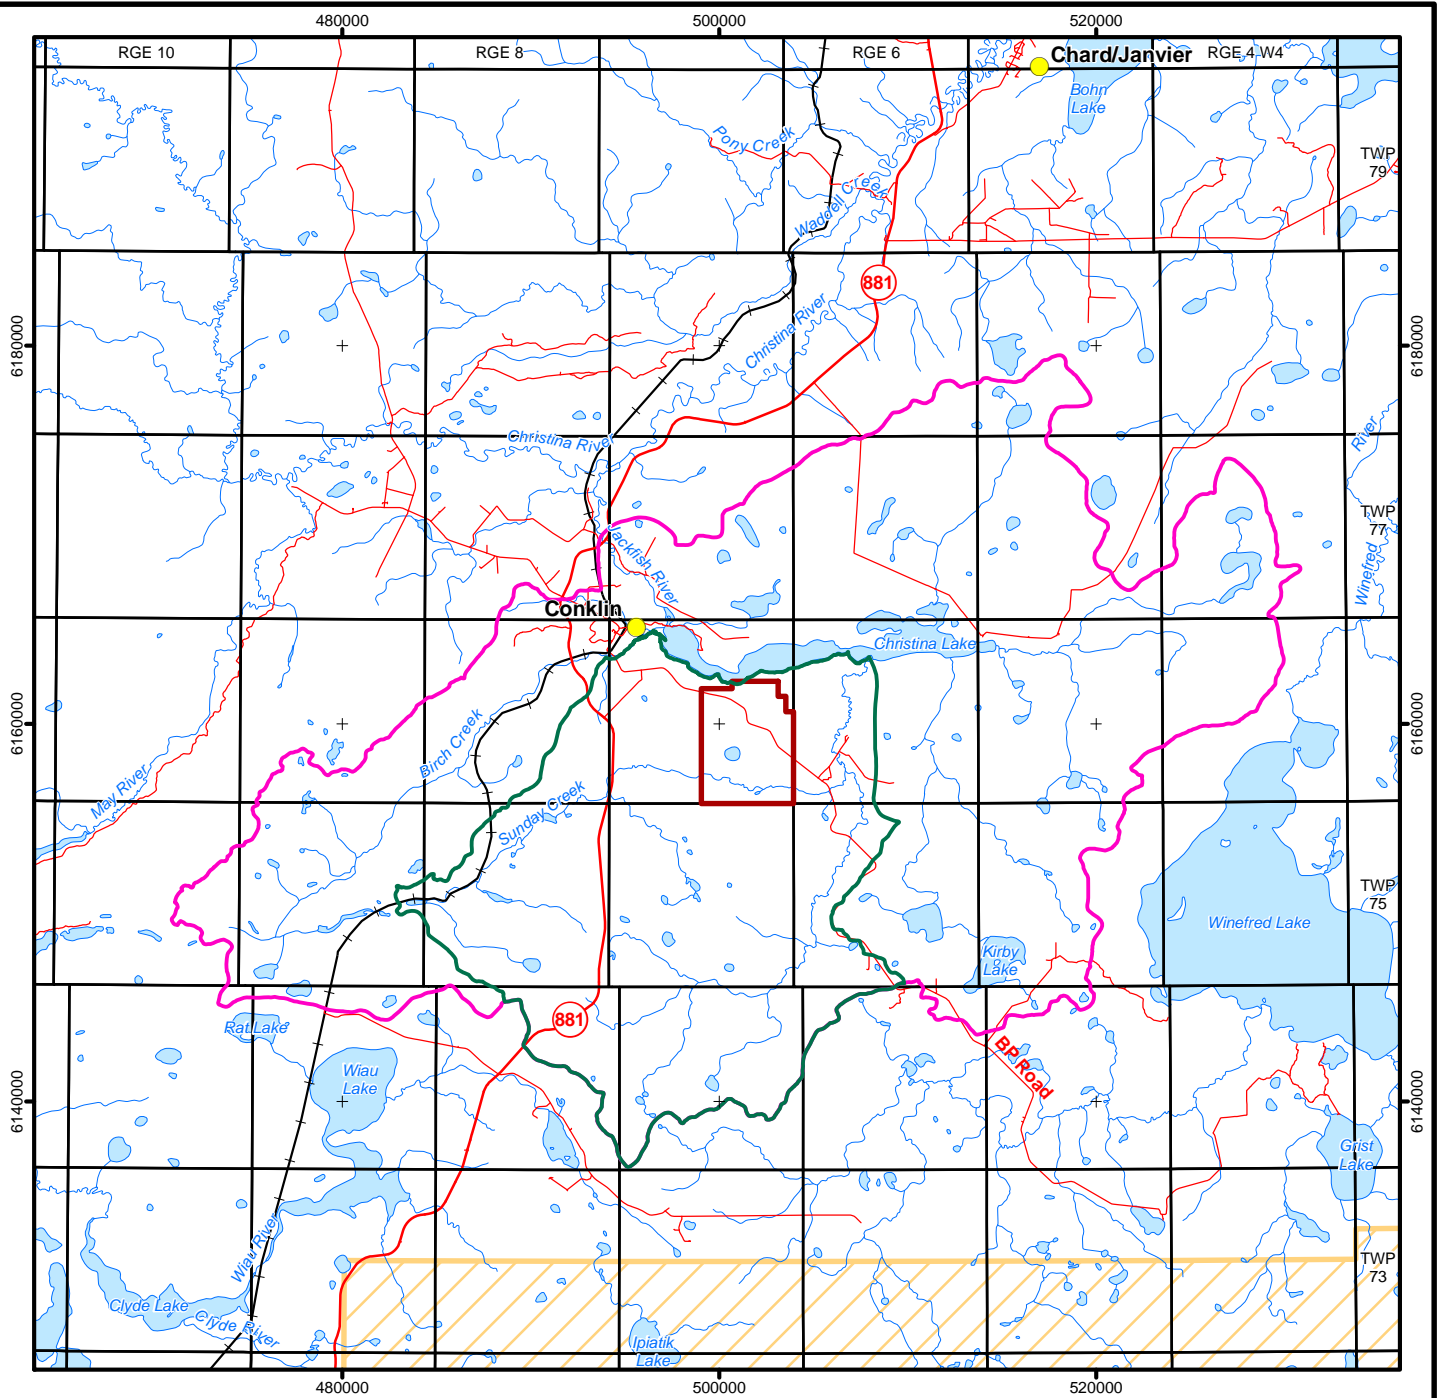 480000
500000
520000
RGE 10
RGE 8
RGE 6
RGE 4 W4
Chard/Janvier
Bohn
Lake
Pony Creek
TWP
79
Waddell Creek
881
6180000
6180000
Christina River
Christina River
River
TWP
77
Jackfish River
Winefred
Conklin
Christina Lake
6160000
6160000
Birch Creek
May River
Sunday Creek
TWP
75
Winefred Lake
Kirby
Lake
Rat Lake
881
BP Road
Wiau
Lake
6140000
6140000
Grist
Lake
Wiau River
TWP
73
Clyde Lake
Clyde River
Ipiatik
Lake
480000
500000
520000